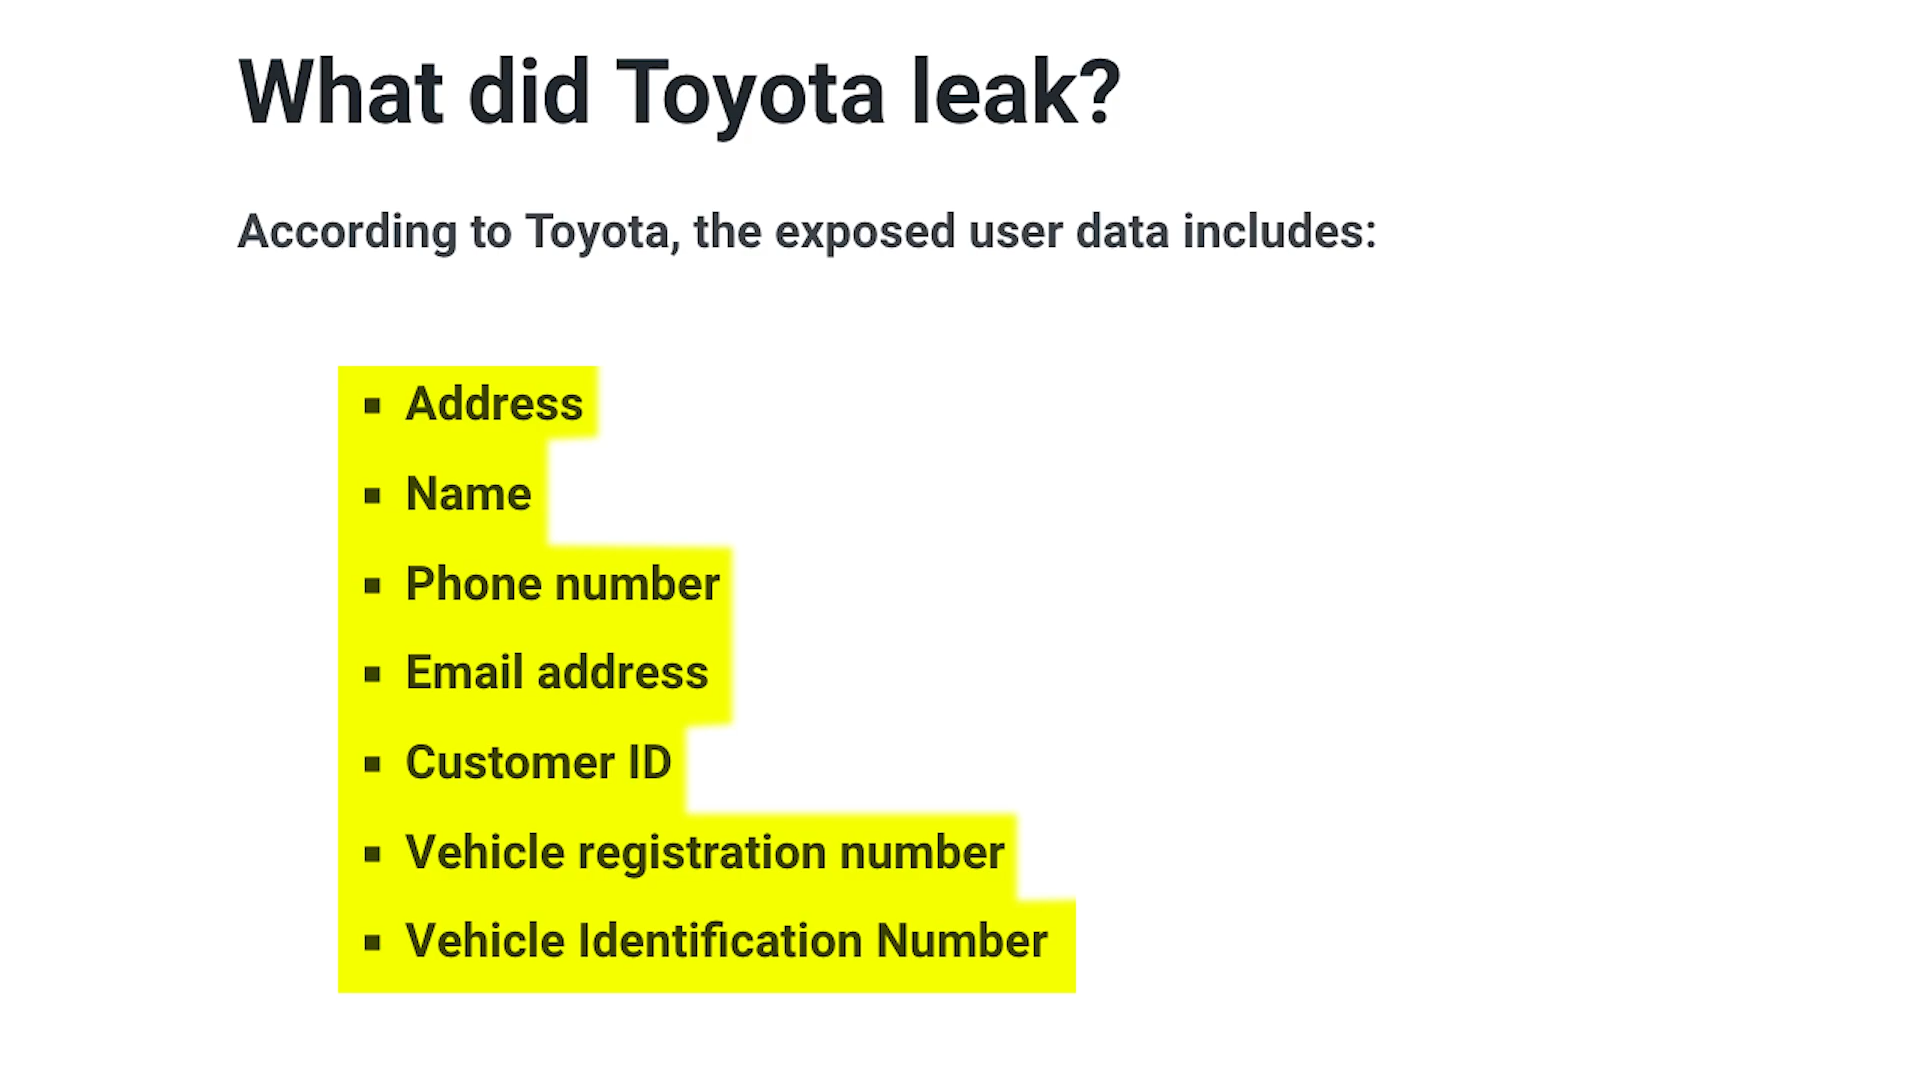 What did Toyota leak?
According to Toyota, the exposed user data includes:
▪ Address
▪ Name
▪ Phone number
▪ Email address
▪ Customer ID
▪ Vehicle registration number
▪ Vehicle Identification Number